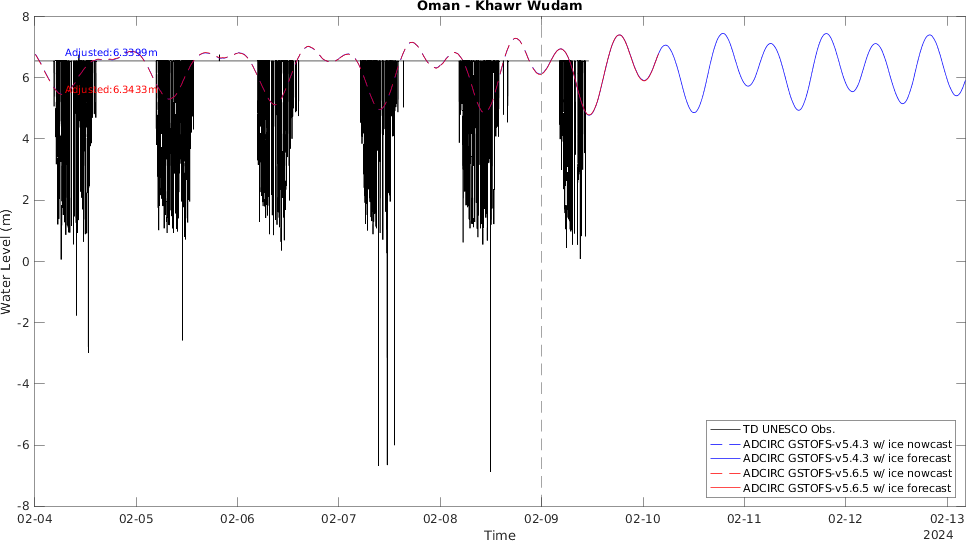 Oman - Khawr Wudam
Water Level (m)
8
6
4
2
0
-2
-4
-6
-8
Adjusted:6.3399m
Adjusted:6.3433m
TD UNESCO Obs.
ADCIRC GSTOFS-v5.4.3 w/ ice nowcast
ADCIRC GSTOFS-v5.4.3 w/ ice forecast
ADCIRC GSTOFS-v5.6.5 w/ ice nowcast
ADCIRC GSTOFS-v5.6.5 w/ ice forecast
02-04 02-05 02-06 02-07 02-08 02-09 02-10 02-11 02-12 02-13
Time
2024